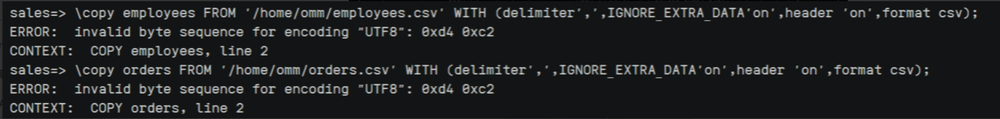 sales=> \copy employees FROM '/home/omm/employees.csv' WITH (delimiter',',IGNORE_EXTRA_DATA'on',header 'on',format csv);
ERROR:  invalid byte sequence for encoding "UTF8": 0xd4 0xc2
CONTEXT:  COPY employees, line 2
sales=> \copy orders FROM '/home/omm/orders.csv' WITH (delimiter',',IGNORE_EXTRA_DATA'on',header 'on',format csv);
ERROR:  invalid byte sequence for encoding "UTF8": 0xd4 0xc2
CONTEXT:  COPY orders, line 2